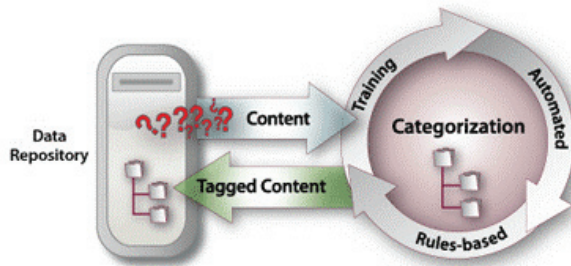 Data
Repository
Content
Tagged Content
Training
Automated
Categorization
Rules-based